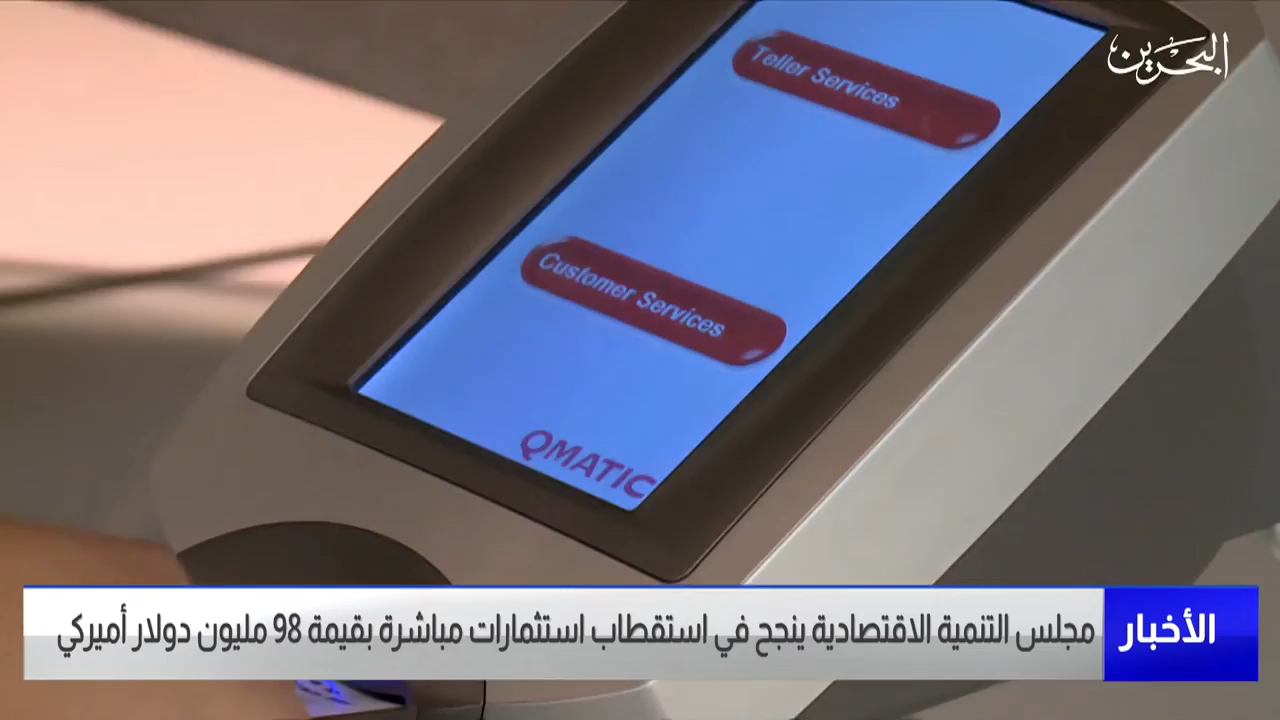 البحرين
Teller Services
Customer Services
QMATIC
الأخبار
مجلس التنمية الاقتصادية ينجح في استقطاب استثمارات مباشرة بقيمة 98 مليون دولار أميركي